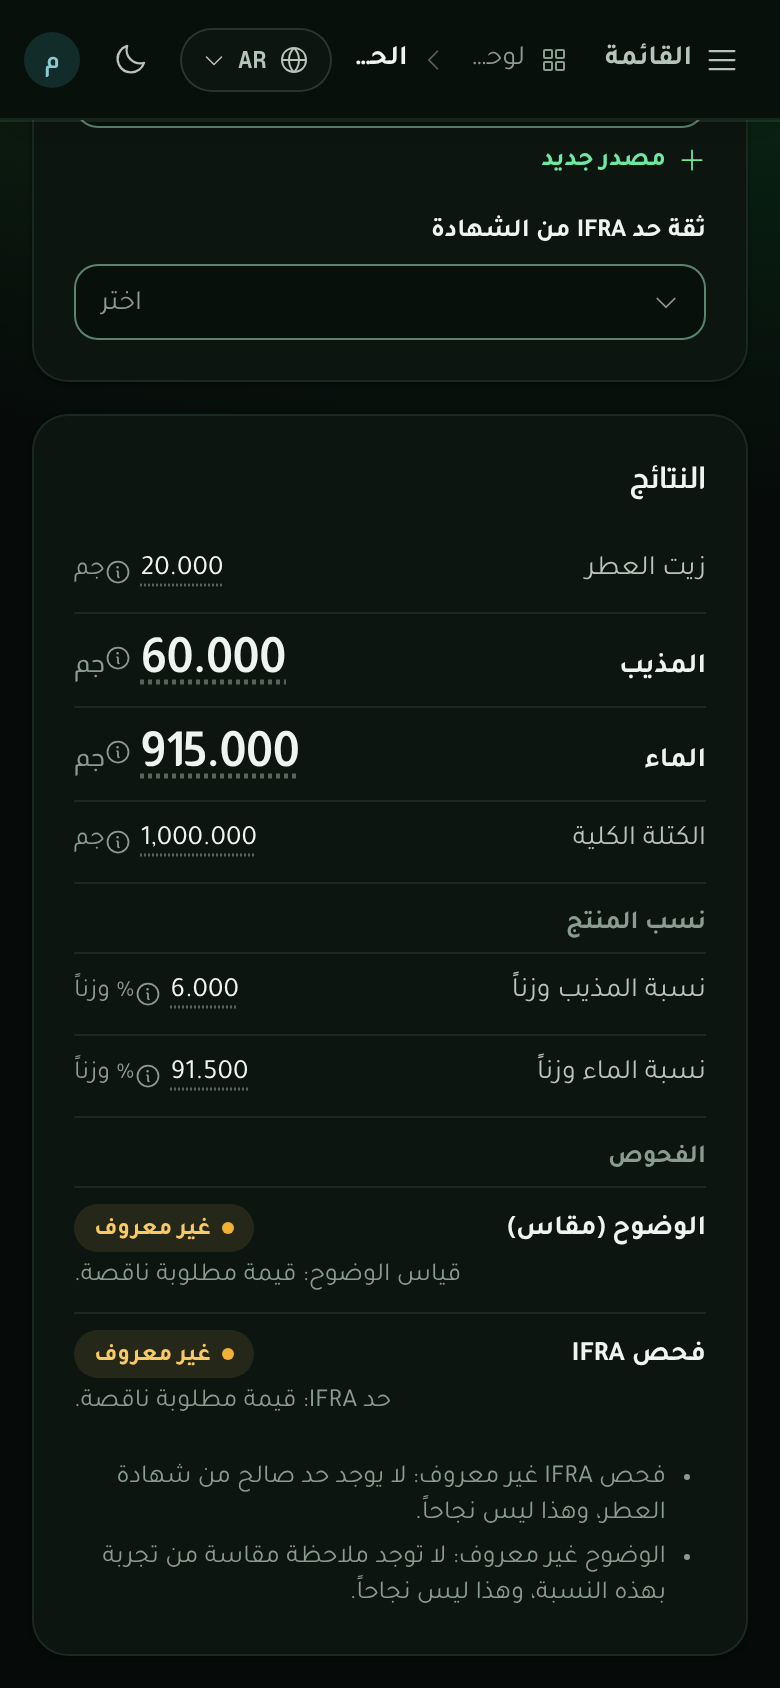 القائمة
لوحـ...
الحـ...
AR
م
مصدر جديد
ثقة حد IFRA من الشهادة
اختر
النتائج
زيت العطر 20.000 جم
المذيب 60.000 جم
الماء 915.000 جم
الكتلة الكلية 1,000.000 جم
نسب المنتج
نسبة المذيب وزناً 6.000 % وزناً
نسبة الماء وزناً 91.500 % وزناً
الفحوص
الوضوح (مقاس) غير معروف
قياس الوضوح: قيمة مطلوبة ناقصة.
فحص IFRA غير معروف
حد IFRA: قيمة مطلوبة ناقصة.
• فحص IFRA غير معروف: لا يوجد حد صالح من شهادة
العطر، وهذا ليس نجاحاً.
• الوضوح غير معروف: لا توجد ملاحظة مقاسة من تجربة
بهذه النسبة، وهذا ليس نجاحاً.